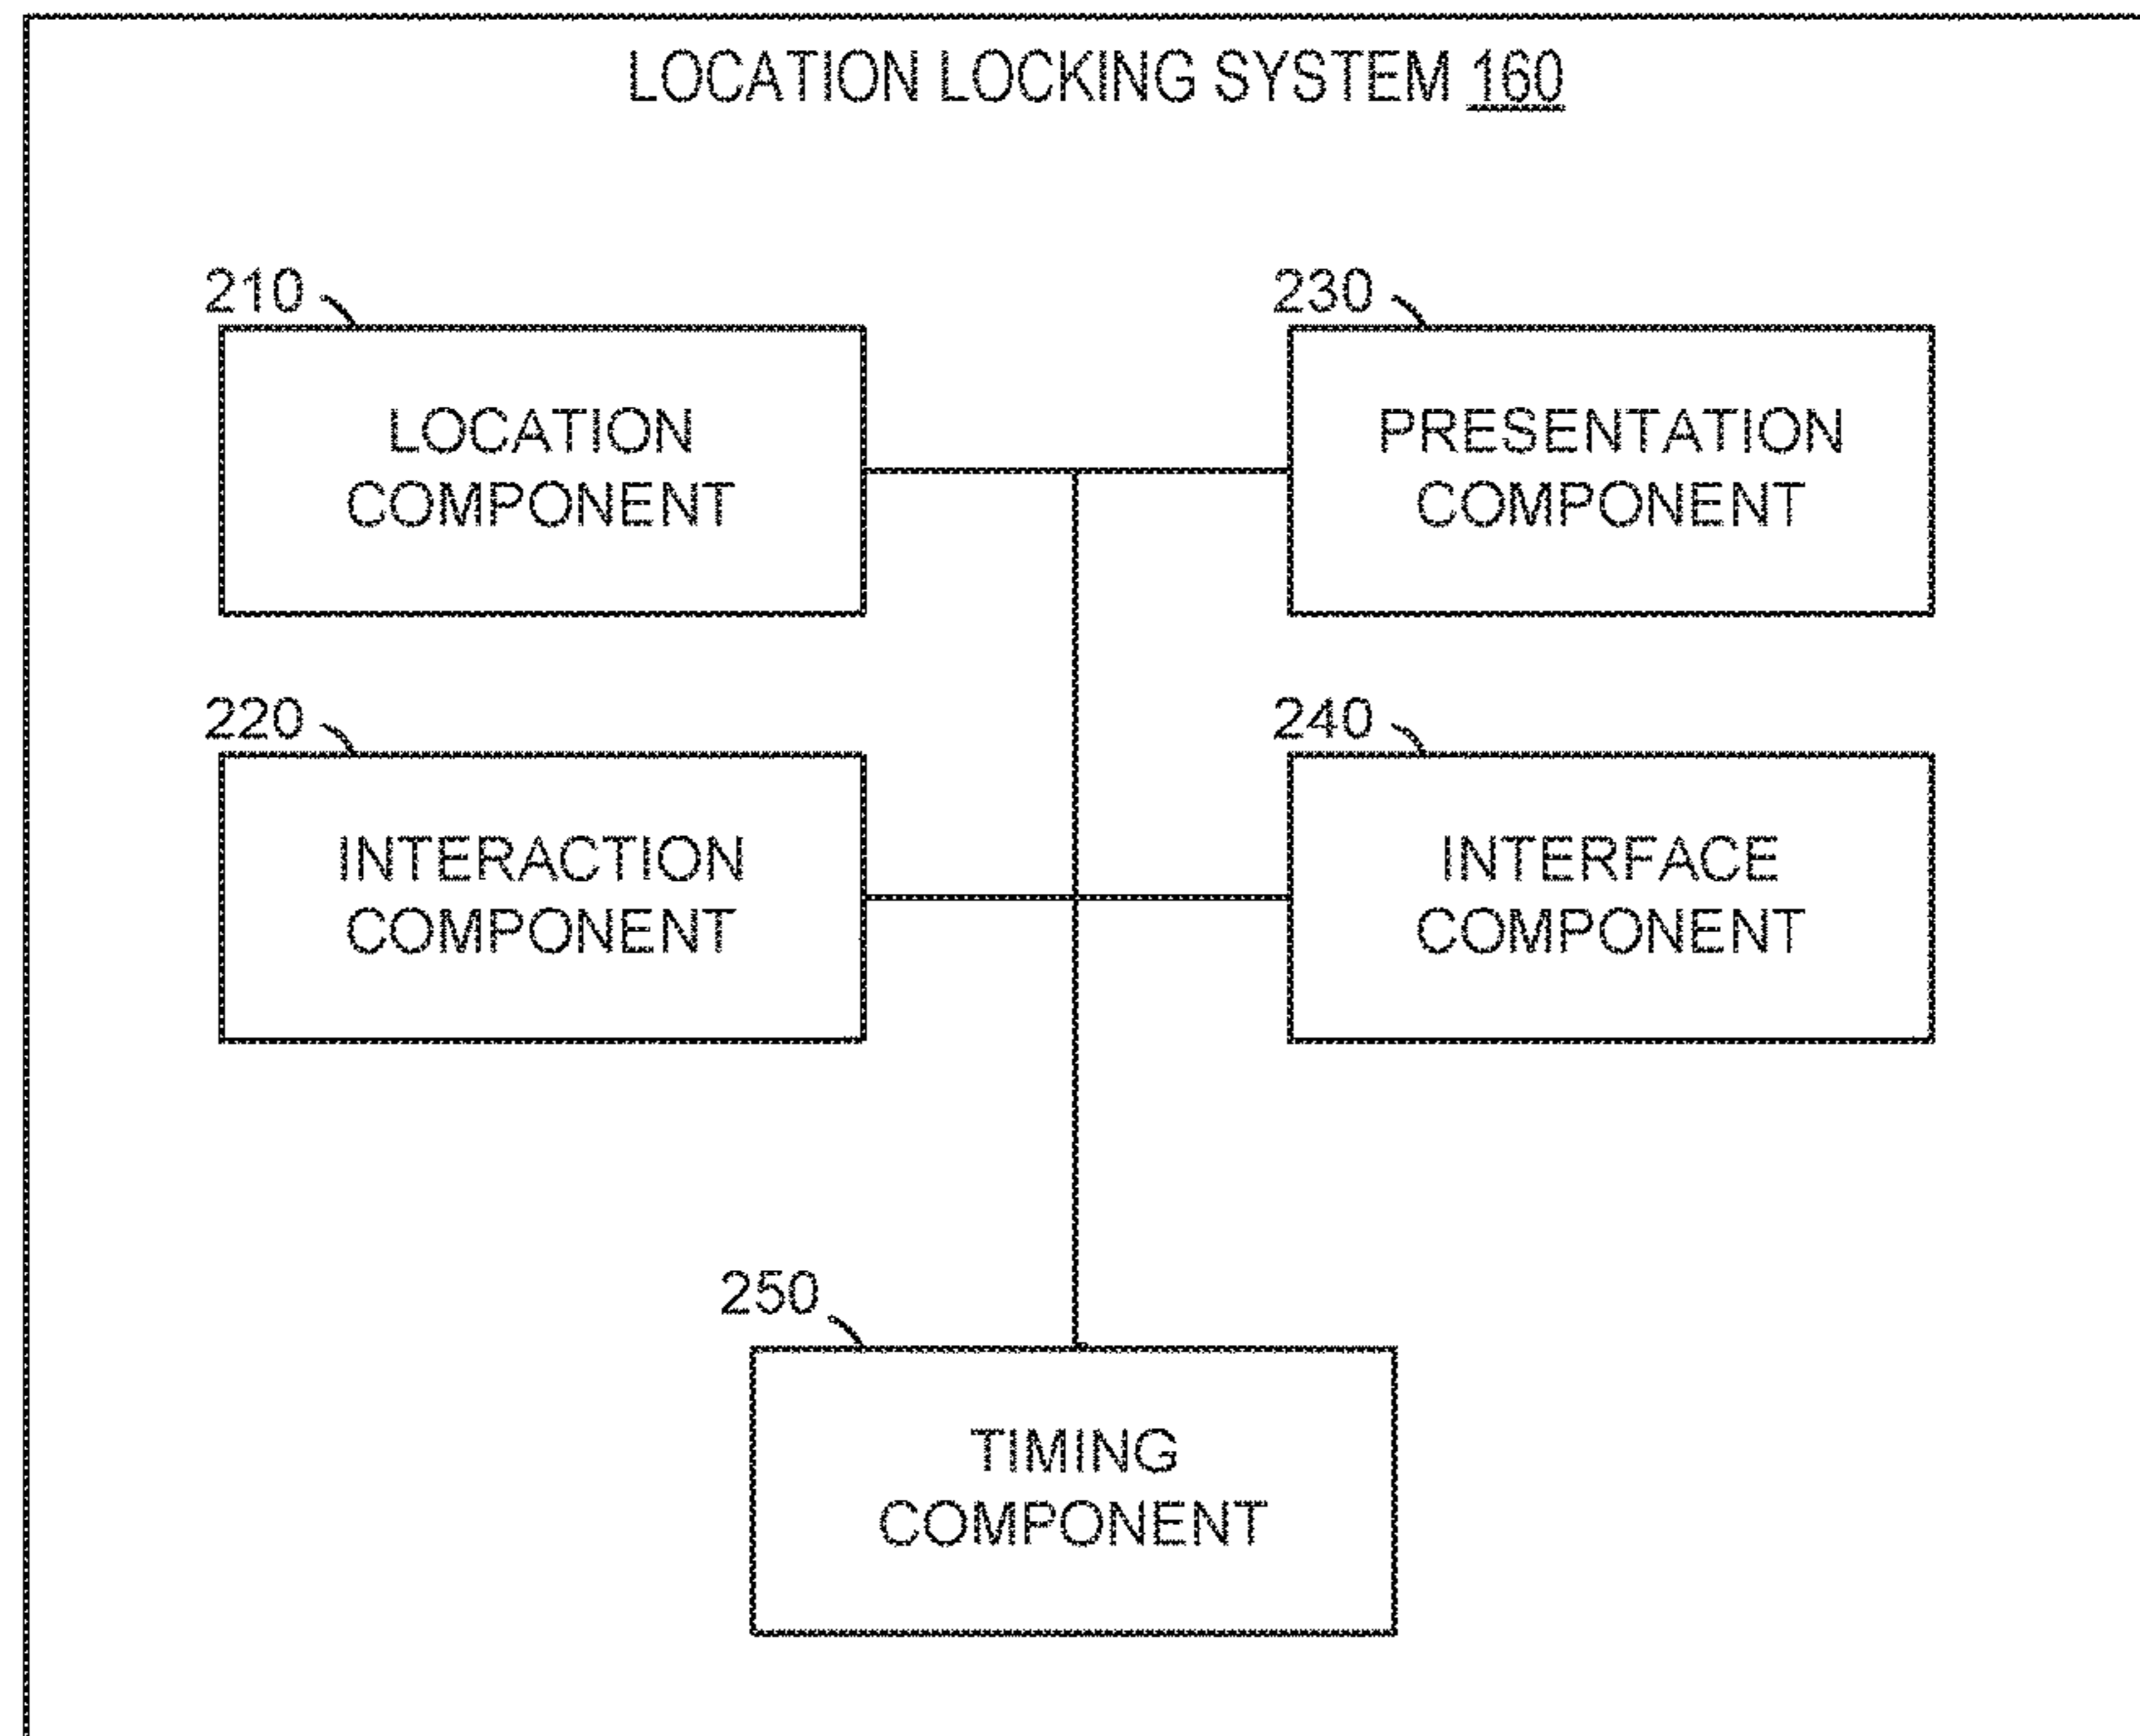 LOCATION LOCKING SYSTEM 160
210
LOCATION
COMPONENT
230
PRESENTATION
COMPONENT
220
INTERACTION
COMPONENT
240
INTERFACE
COMPONENT
250
TIMING
COMPONENT